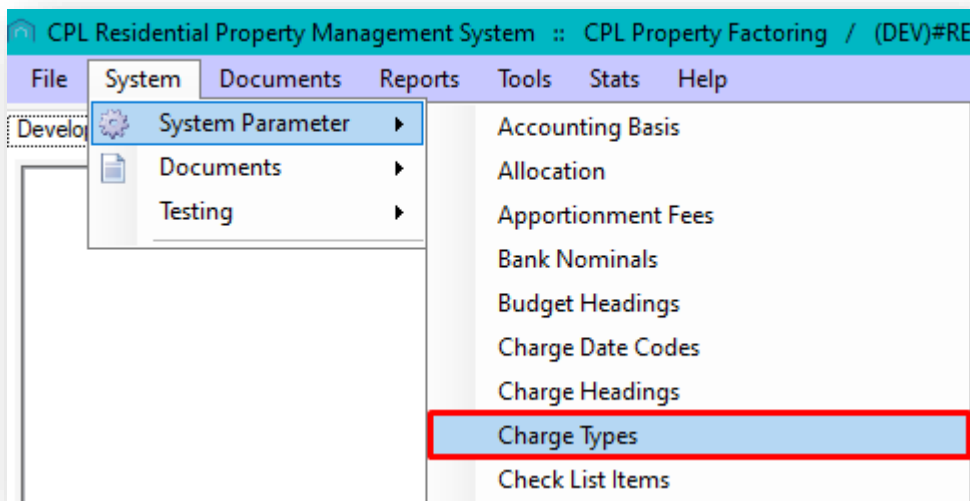 CPL Residential Property Management System :: CPL Property Factoring / (DEV)#RE
File System Documents Reports Tools Stats Help
Develo
System Parameter
Documents
Testing
Accounting Basis
Allocation
Apportionment Fees
Bank Nominals
Budget Headings
Charge Date Codes
Charge Headings
Charge Types
Check List Items